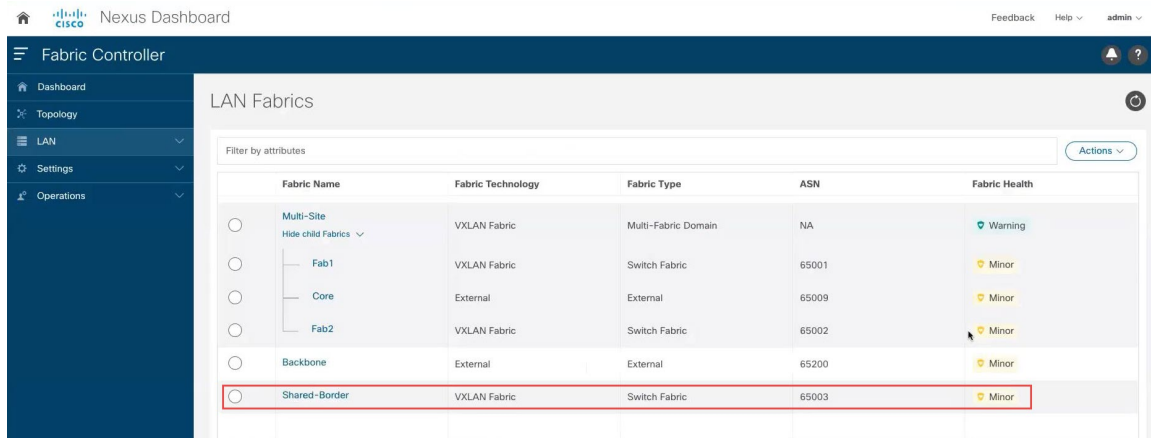 CISCO Nexus Dashboard Feedback Help admin
Fabric Controller ?
Dashboard
Topology
LAN
Settings
Operations
LAN Fabrics
Filter by attributes Actions
Fabric Name Fabric Technology Fabric Type ASN Fabric Health
Multi-Site VXLAN Fabric Multi-Fabric Domain NA Warning
Hide child Fabrics
Fab1 VXLAN Fabric Switch Fabric 65001 Minor
Core External External 65009 Minor
Fab2 VXLAN Fabric Switch Fabric 65002 Minor
Backbone External External 65200 Minor
Shared-Border VXLAN Fabric Switch Fabric 65003 Minor